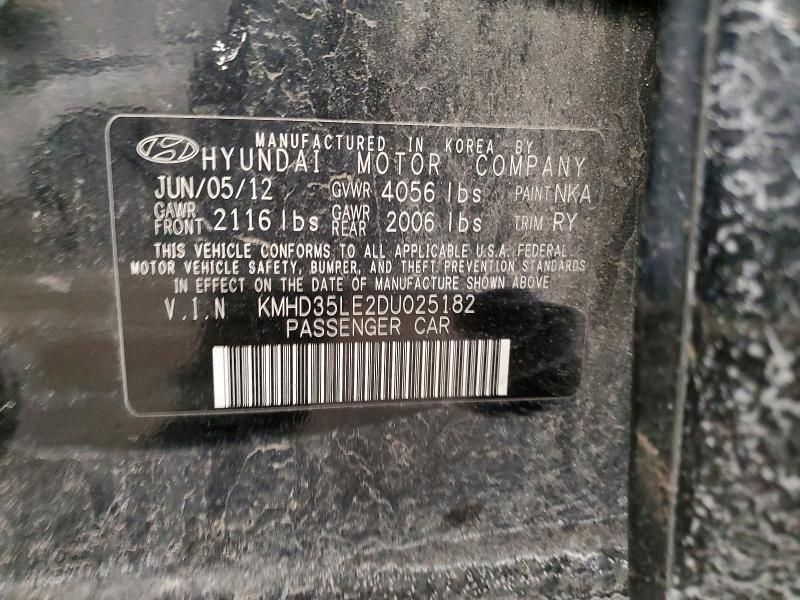 MANUFACTURED IN KOREA BY
HYUNDAI MOTOR COMPANY
JUN/05/12 GVWR 4056 lbs PAINT NKA
GAWR FRONT 2116 lbs GAWR REAR 2006 lbs TRIM RY
THIS VEHICLE CONFORMS TO ALL APPLICABLE U.S.A. FEDERAL
MOTOR VEHICLE SAFETY, BUMPER, AND THEFT PREVENTION STANDARDS
IN EFFECT ON THE DATE OF MANUFACTURE SHOWN ABOVE
V.I.N KMHD35LE2DU025182
PASSENGER CAR